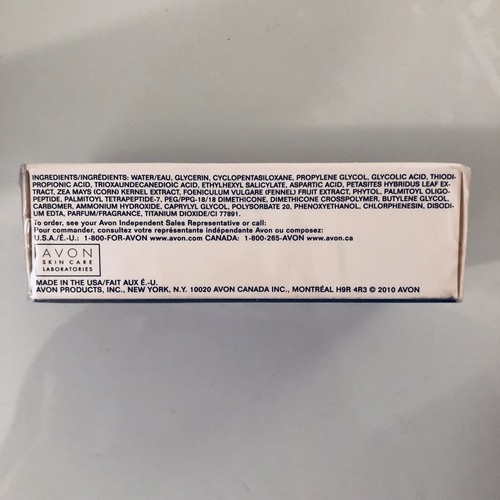 INGREDIENTS/INGRÉDIENTS: WATER/EAU, GLYCERIN, CYCLOPENTASILOXANE, PROPYLENE GLYCOL, GLYCOLIC ACID, THIODI-
PROPIONIC ACID, TRIOXAUNDECANEDIOIC ACID, ETHYLHEXYL SALICYLATE, ASPARTIC ACID, PETASITES HYBRIDUS LEAF EX-
TRACT, ZEA MAYS (CORN) KERNEL EXTRACT, FOENICULUM VULGARE (FENNEL) FRUIT EXTRACT, PHYTOL, PALMITOYL OLIGO-
PEPTIDE, PALMITOYL TETRAPEPTIDE-7, PEG/PPG-18/18 DIMETHICONE, DIMETHICONE CROSSPOLYMER, BUTYLENE GLYCOL,
CARBOMER, AMMONIUM HYDROXIDE, CAPRYLYL GLYCOL, POLYSORBATE 20, PHENOXYETHANOL, CHLORPHENESIN, DISODI-
UM EDTA, PARFUM/FRAGRANCE, TITANIUM DIOXIDE/CI 77891.
To order, see your Avon Independent Sales Representative or call:
Pour commander, consultez votre représentante indépendante Avon ou composez:
U.S.A./É.-U.: 1-800-FOR-AVON www.avon.com CANADA: 1-800-265-AVON www.avon.ca
AVON
SKIN CARE
LABORATORIES
MADE IN THE USA/FAIT AUX É.-U.
AVON PRODUCTS, INC., NEW YORK, N.Y. 10020 AVON CANADA INC., MONTRÉAL H9R 4R3 © 2010 AVON